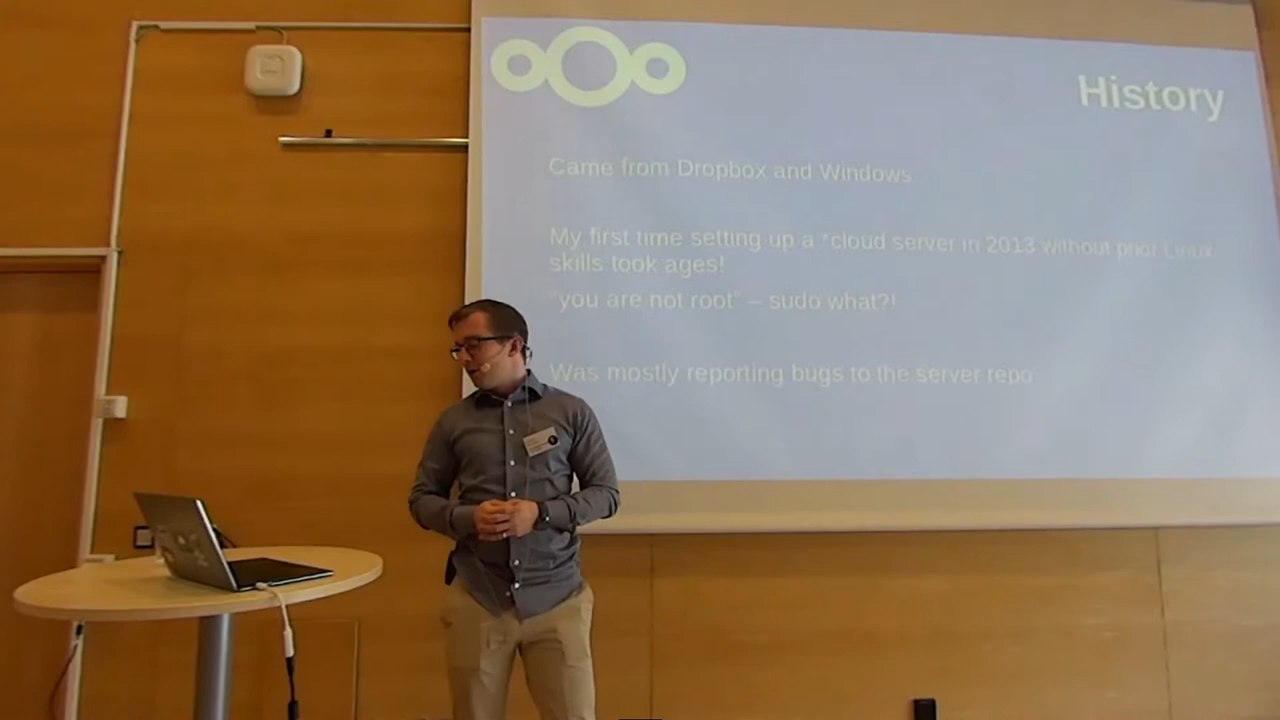 History
Came from Dropbox and Windows
My first time setting up a *cloud server in 2013 without prior Linux
skills took ages!
"you are not root" – sudo what?!
Was mostly reporting bugs to the server repo